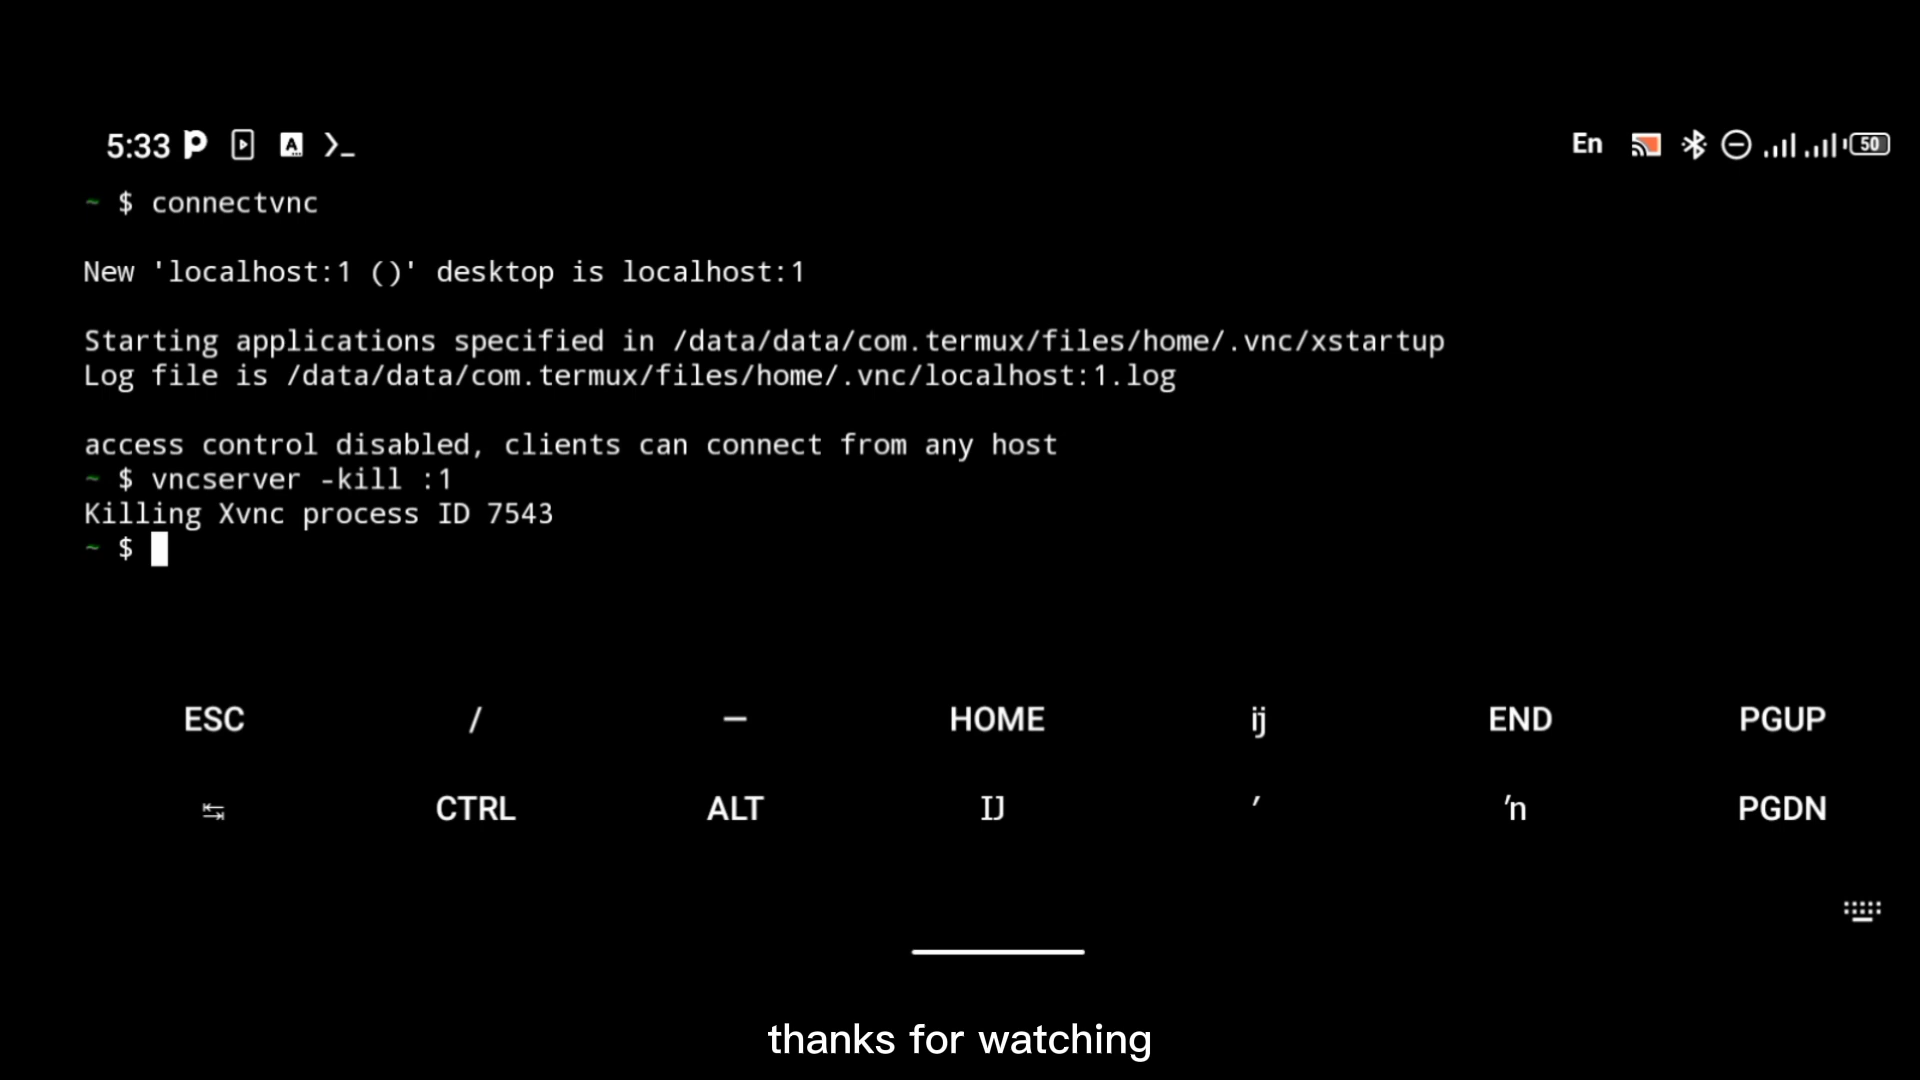 5:33
En
50
~ $ connectvnc
New 'localhost:1 ()' desktop is localhost:1
Starting applications specified in /data/data/com.termux/files/home/.vnc/xstartup
Log file is /data/data/com.termux/files/home/.vnc/localhost:1.log
access control disabled, clients can connect from any host
~ $ vncserver -kill :1
Killing Xvnc process ID 7543
~ $
ESC / — HOME ĳ END PGUP
↹ CTRL ALT Ĳ ′ ŉ PGDN
thanks for watching